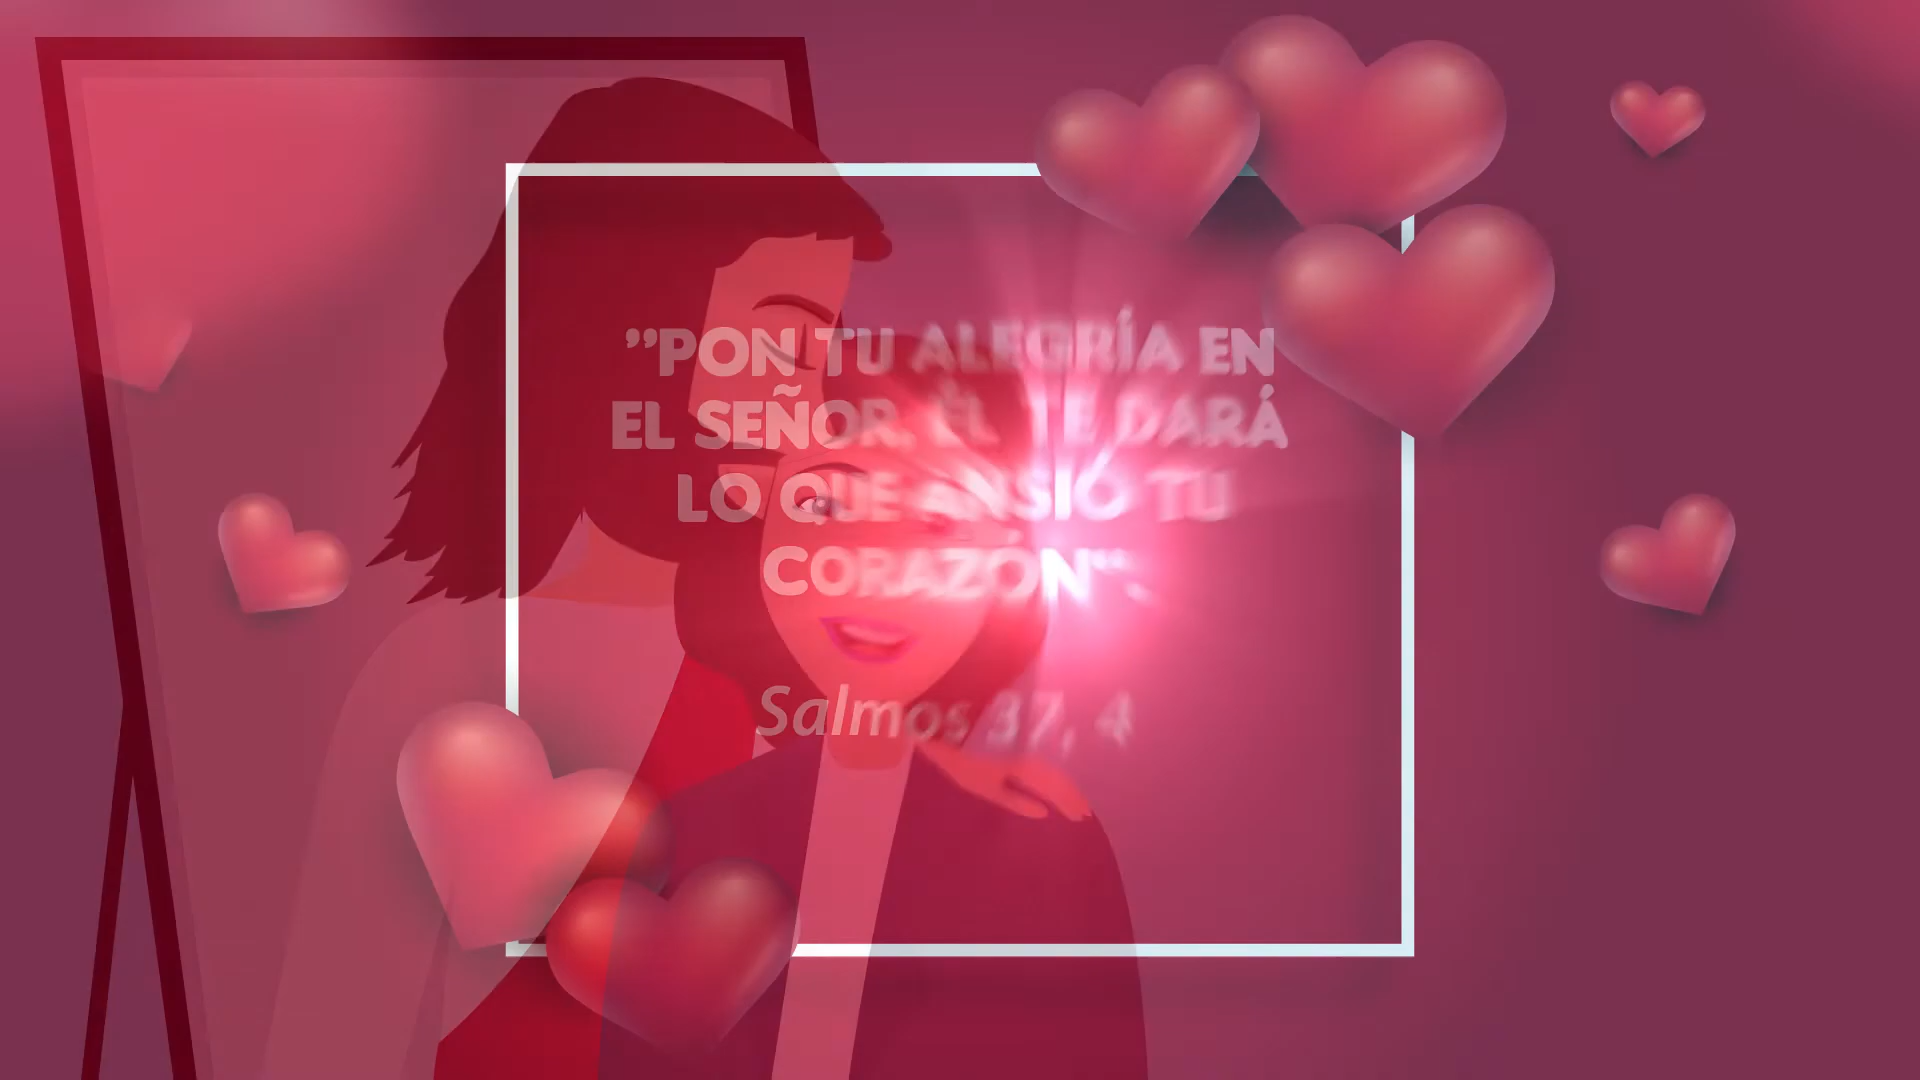 ”PON TU ALEGRÍA EN
EL SEÑOR, ÉL TE DARÁ
LO QUE ANSIÓ TU
CORAZÓN“.
Salmos 37, 4